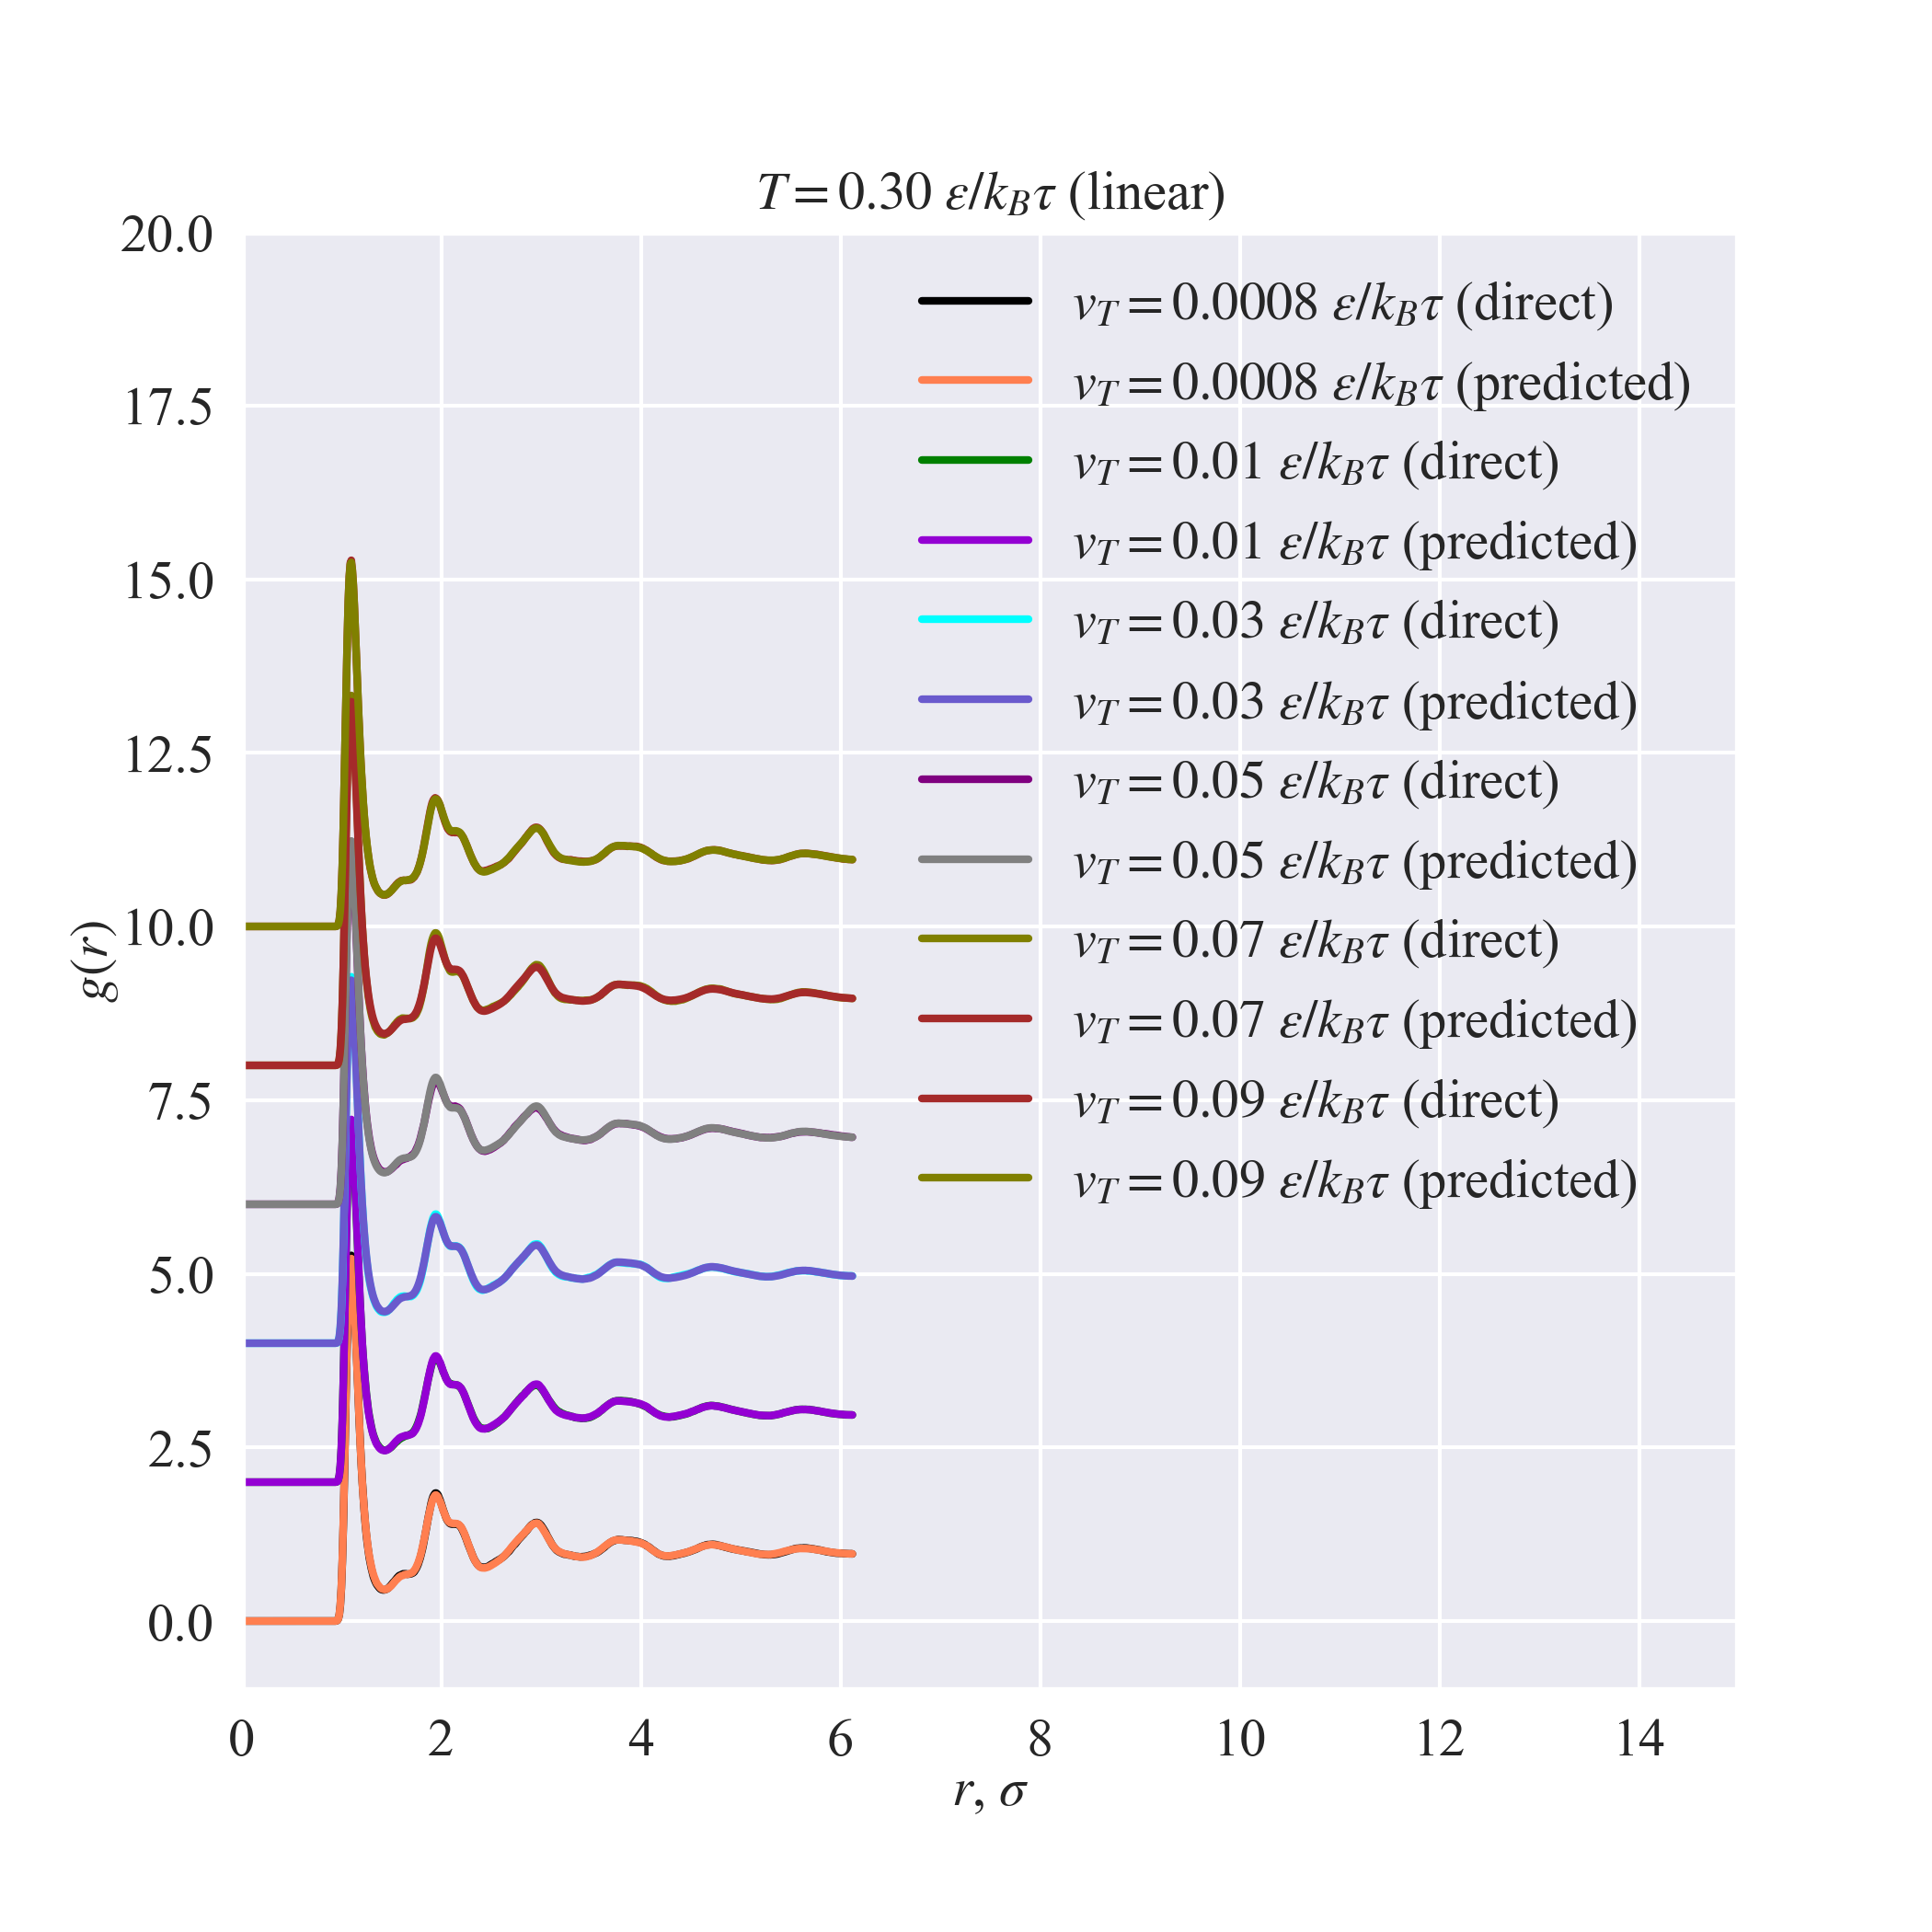 T = 0.30 ε/k_Bτ (linear)
20.0
17.5
15.0
12.5
10.0
7.5
5.0
2.5
0.0
g(r)
v_T = 0.0008 ε/k_Bτ (direct)
v_T = 0.0008 ε/k_Bτ (predicted)
v_T = 0.01 ε/k_Bτ (direct)
v_T = 0.01 ε/k_Bτ (predicted)
v_T = 0.03 ε/k_Bτ (direct)
v_T = 0.03 ε/k_Bτ (predicted)
v_T = 0.05 ε/k_Bτ (direct)
v_T = 0.05 ε/k_Bτ (predicted)
v_T = 0.07 ε/k_Bτ (direct)
v_T = 0.07 ε/k_Bτ (predicted)
v_T = 0.09 ε/k_Bτ (direct)
v_T = 0.09 ε/k_Bτ (predicted)
0 2 4 6 8 10 12 14
r, σ